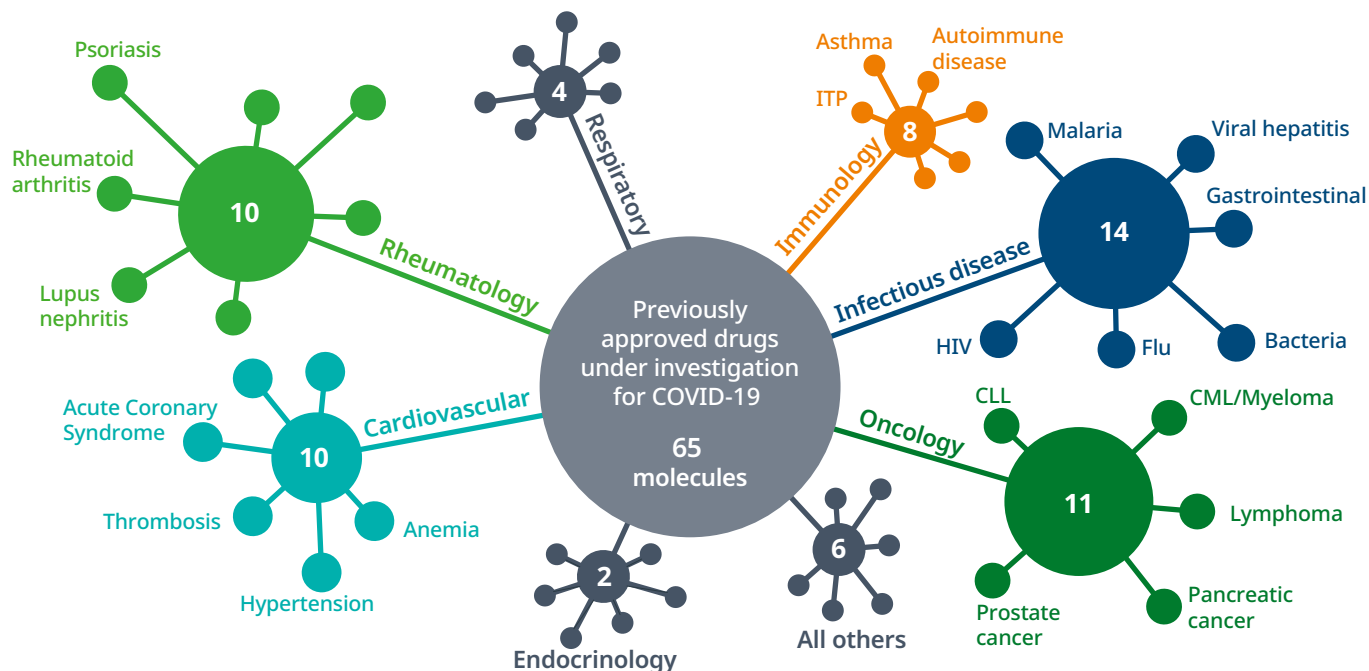 Psoriasis
Rheumatoid
arthritis
10
Lupus
nephritis
Rheumatology
4
Respiratory
Asthma
Autoimmune
disease
ITP
8
Immunology
Malaria
Viral hepatitis
Gastrointestinal
14
Infectious disease
HIV
Flu
Bacteria
Previously
approved drugs
under investigation
for COVID-19
65
molecules
Acute Coronary
Syndrome
10
Cardiovascular
Thrombosis
Anemia
Hypertension
2
Endocrinology
6
All others
Oncology
CLL
CML/Myeloma
11
Lymphoma
Prostate
cancer
Pancreatic
cancer